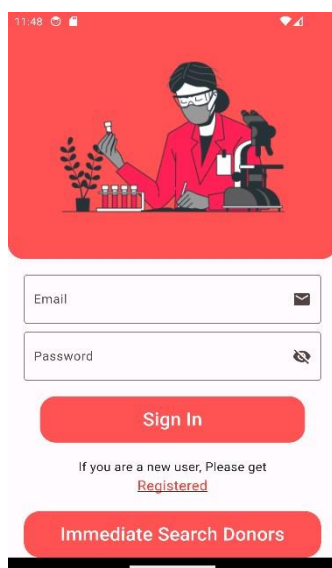 11:48
Email
Password
Sign In
If you are a new user, Please get
Registered
Immediate Search Donors